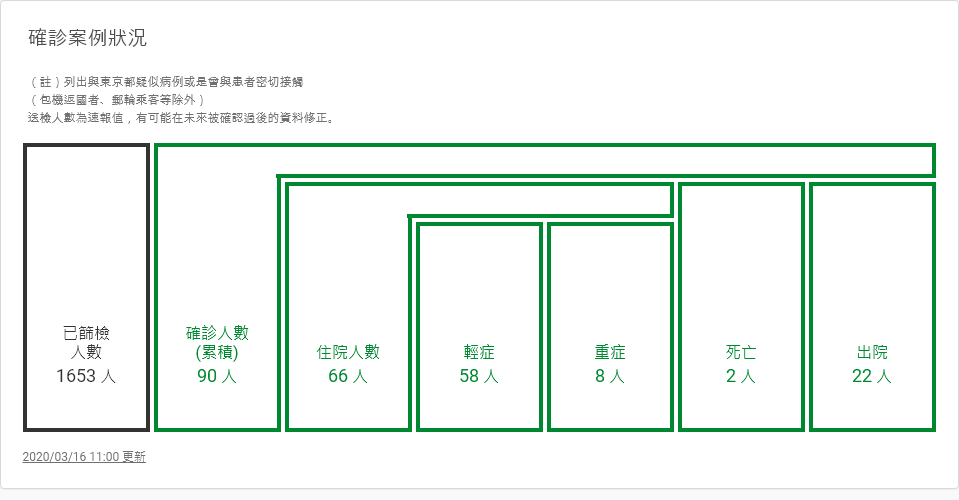 確診案例狀況
（註）列出與東京都疑似病例或是曾與患者密切接觸
（包機返國者、郵輪乘客等除外）
送檢人數為速報值，有可能在未來被確認過後的資料修正。
已篩檢
人數
1653 人
確診人數
(累積)
90 人
住院人數
66 人
輕症
58 人
重症
8 人
死亡
2 人
出院
22 人
2020/03/16 11:00 更新